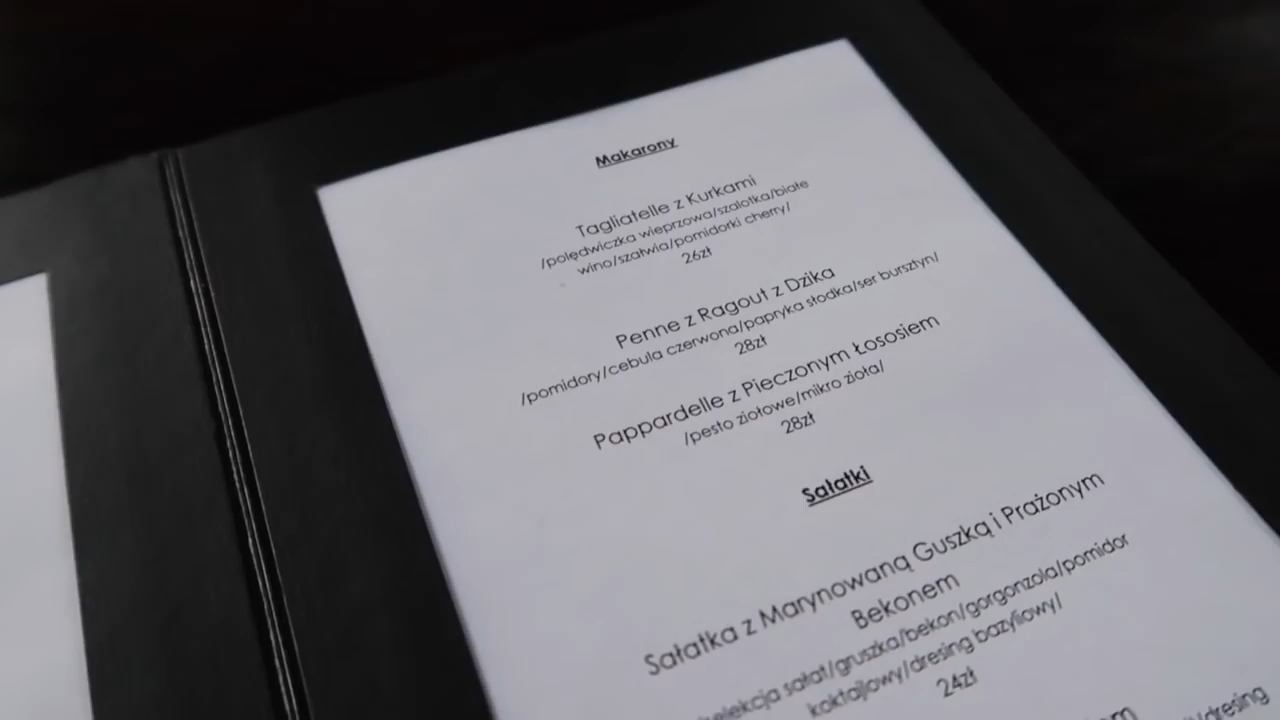 Makarony
Tagliatelle z Kurkami
/polędwiczka wieprzowa/szalotka/białe
wino/szałwia/pomidorki cherry/
26zł
Penne z Ragout z Dzika
/pomidory/cebula czerwona/papryka słodka/ser bursztyn/
28zł
Pappardelle z Pieczonym Łososiem
/pesto ziołowe/mikro zioła/
28zł
Sałatki
Sałatka z Marynowaną Guszką i Prażonym
Bekonem
sałat/gruszka/bekon/gorgonzola/pomidor
koktajlowy/dresing bazyliowy/
24zł